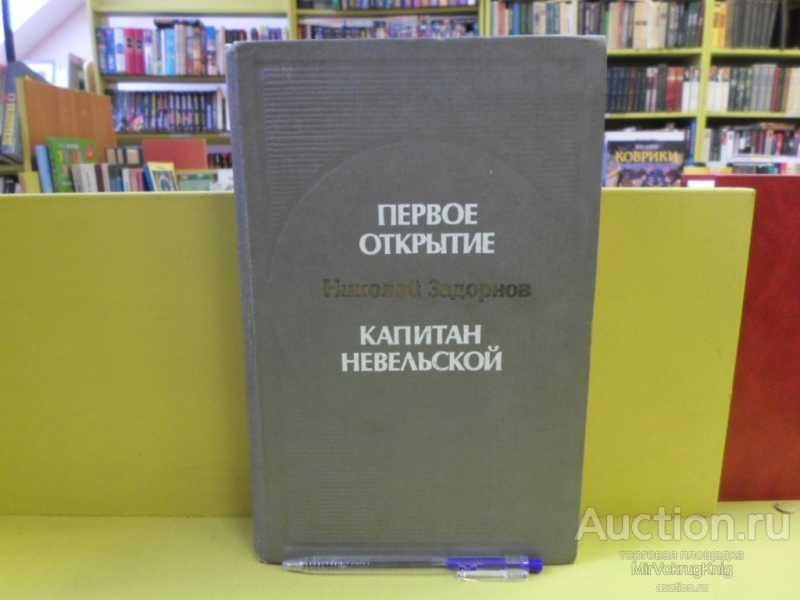 ПЕРВОЕ
ОТКРЫТИЕ
Николай Задорнов
КАПИТАН
НЕВЕЛЬСКОЙ
КОВРИКИ
Auction.ru
торговая площадка
MirVokrugKnig
auction.ru